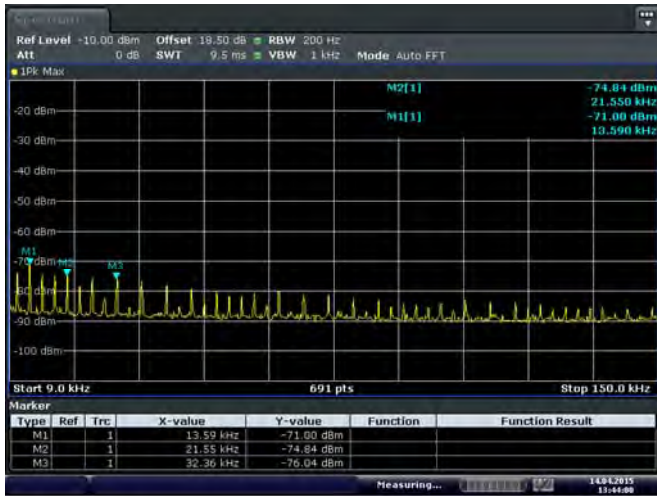 Spectrum
Ref Level -10.00 dBm Offset 18.50 dB RBW 200 Hz
Att 0 dB SWT 9.5 ms VBW 1 kHz Mode Auto FFT
1Pk Max
M2[1] -74.84 dBm
21.550 kHz
-20 dBm
M1[1] -71.00 dBm
13.590 kHz
-30 dBm
-40 dBm
-50 dBm
-60 dBm
M1
-70 dBm M2 M3
-80 dBm
-90 dBm
-100 dBm
Start 9.0 kHz 691 pts Stop 150.0 kHz
Marker
Type Ref Trc X-value Y-value Function Function Result
M1 1 13.59 kHz -71.00 dBm
M2 1 21.55 kHz -74.84 dBm
M3 1 32.36 kHz -76.04 dBm
Measuring... 14.04.2015
13:44:00